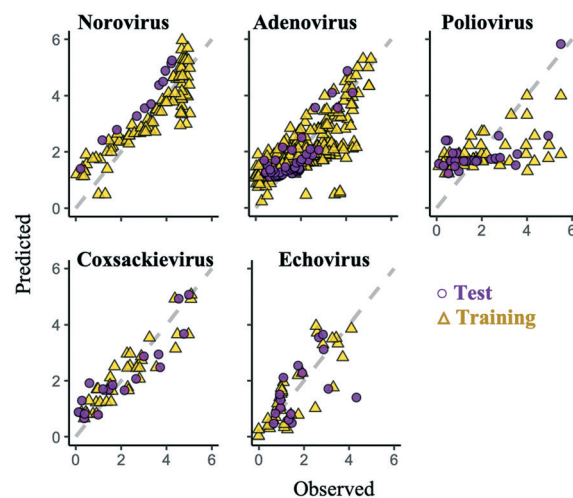 Norovirus
Adenovirus
Poliovirus
6
4
2
0
0 2 4 6
Coxsackievirus
Echovirus
6
4
2
0
0 2 4 6
0 2 4 6
Test
Training
Predicted
Observed